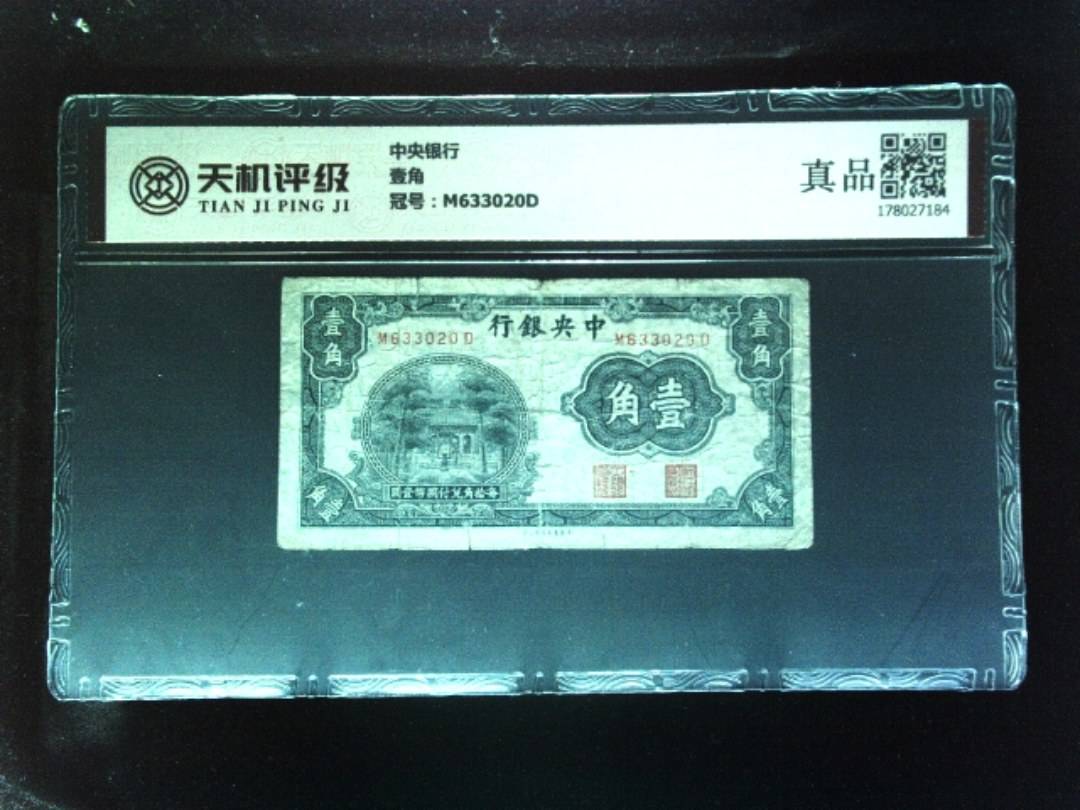 天机评级
TIAN JI PING JI
中央银行
壹角
冠号：M633020D
真品
178027184
行銀央中
壹角
壹角
M633020D
M633020D
角壹